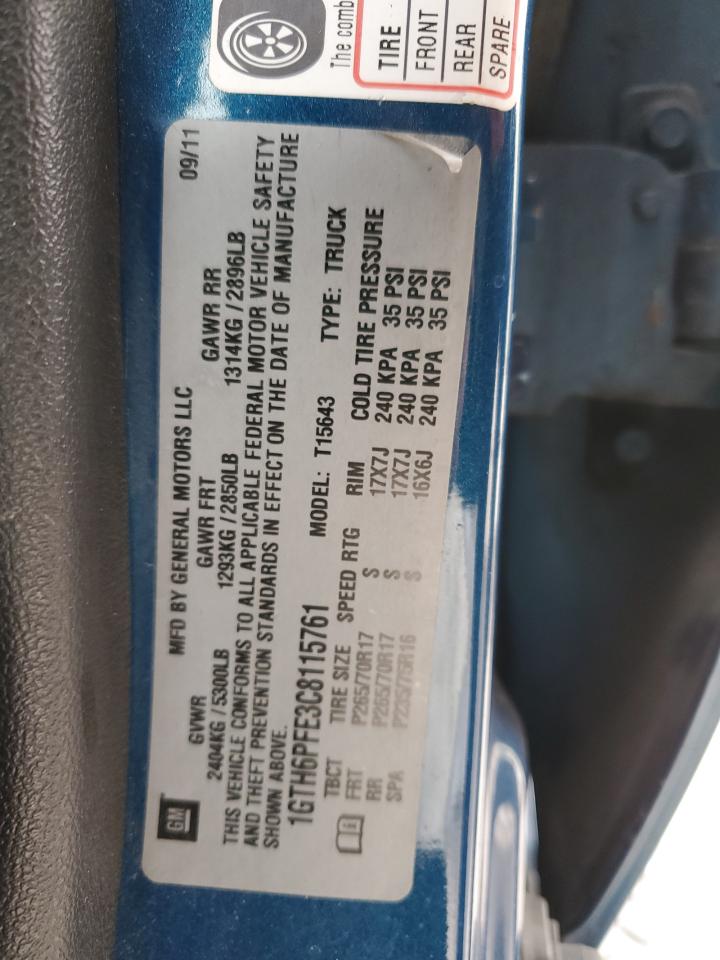 The comb
TIRE
FRONT
REAR
SPARE
MFD BY GENERAL MOTORS LLC 09/11
GVWR GAWR FRT GAWR RR
2404KG / 5300LB 1293KG / 2850LB 1314KG / 2896LB
THIS VEHICLE CONFORMS TO ALL APPLICABLE FEDERAL MOTOR VEHICLE SAFETY
AND THEFT PREVENTION STANDARDS IN EFFECT ON THE DATE OF MANUFACTURE
SHOWN ABOVE.
1GTH6PFE3C8115761 MODEL: T15643 TYPE: TRUCK
TBCT TIRE SIZE SPEED RTG RIM COLD TIRE PRESSURE
FRT P265/70R17 S 17X7J 240 KPA 35 PSI
RR P265/70R17 S 17X7J 240 KPA 35 PSI
SPA P235/75R16 S 16X6J 240 KPA 35 PSI
GM